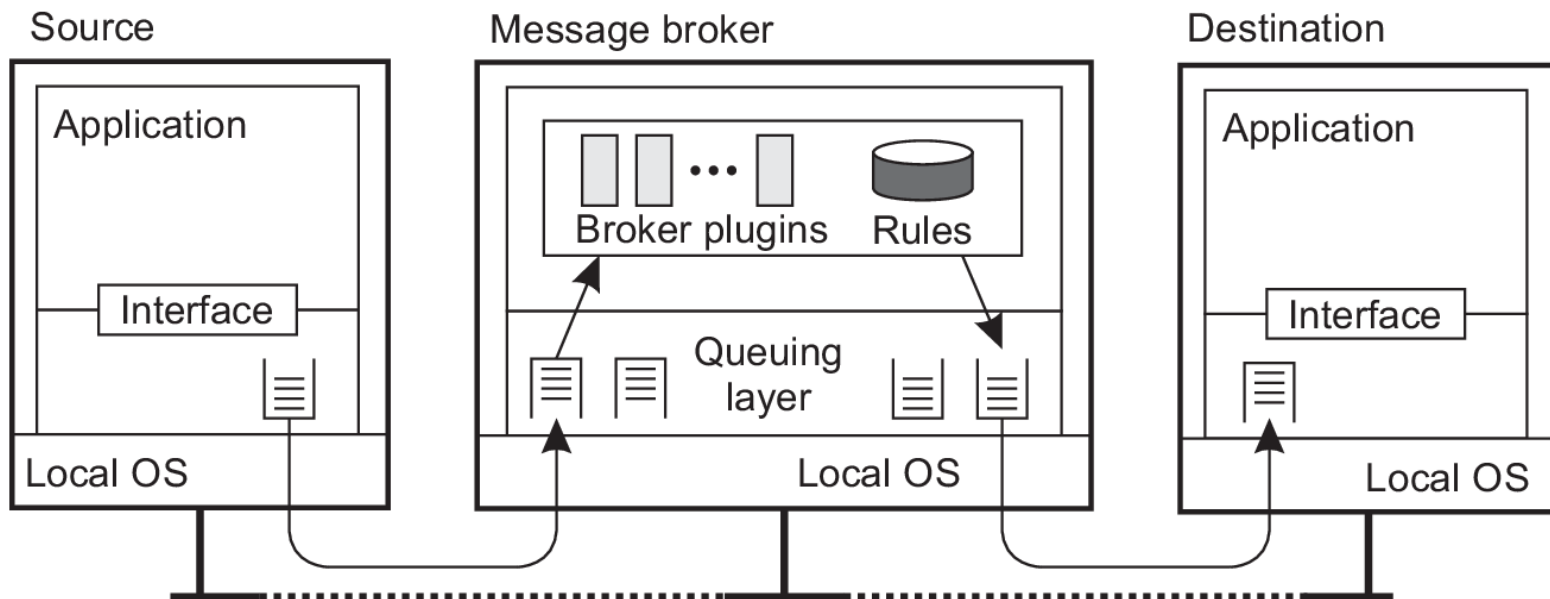 Source
Message broker
Destination
Application
Application
Broker plugins
Rules
Interface
Interface
Queuing
layer
Local OS
Local OS
Local OS